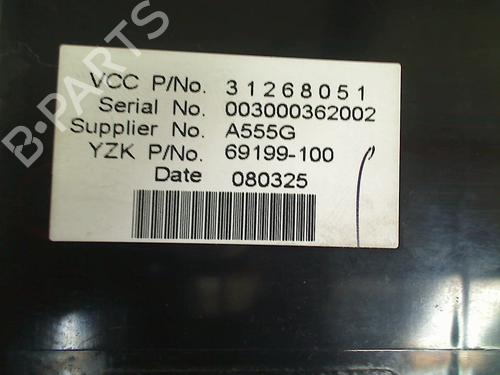 VCC P/No. 31268051
Serial No. 003000362002
Supplier No. A555G
YZK P/No. 69199-100
Date 080325
B-PARTS